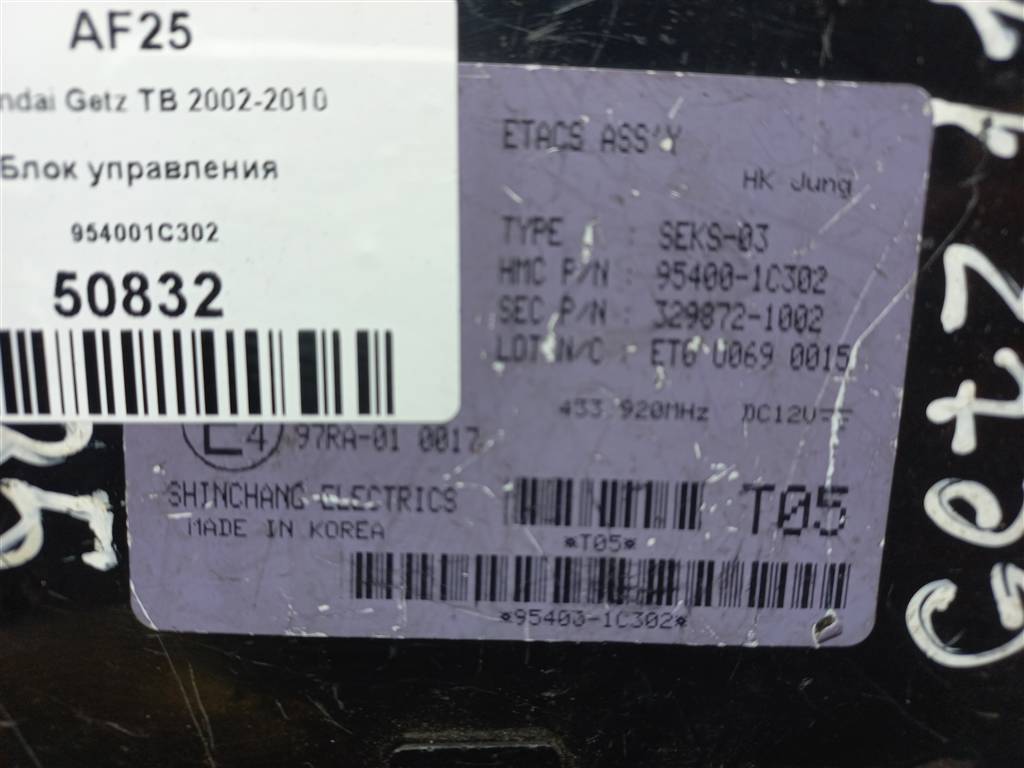 AF25
ndai Getz TB 2002-2010
Блок управления
954001C302
50832
ETACS ASS'Y
HK Jung
TYPE : SEKS-03
HMC P/N : 95400-1C302
SEC P/N : 329872-1002
LOT N/C : ET6 U069 0015
433.920MHz DC12V
E4 97RA-01 0017
SHINCHANG ELECTRICS
MADE IN KOREA
T05
*T05*
*95400-1C302*
Getz